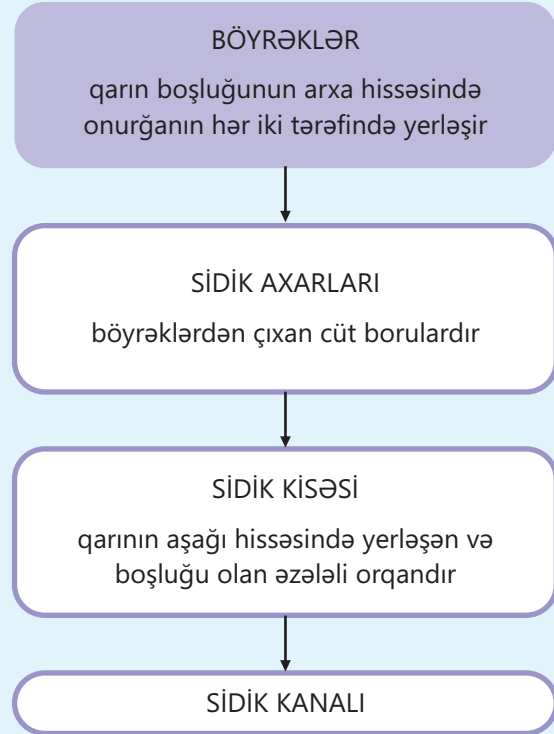 BÖYRƏKLƏR
qarın boşluğunun arxa hissəsində
onurğanın hər iki tərəfində yerləşir
SİDİK AXARLARI
böyrəklərdən çıxan cüt borulardır
SİDİK KİSƏSİ
qarının aşağı hissəsində yerləşən və
boşluğu olan əzələli orqandır
SİDİK KANALI